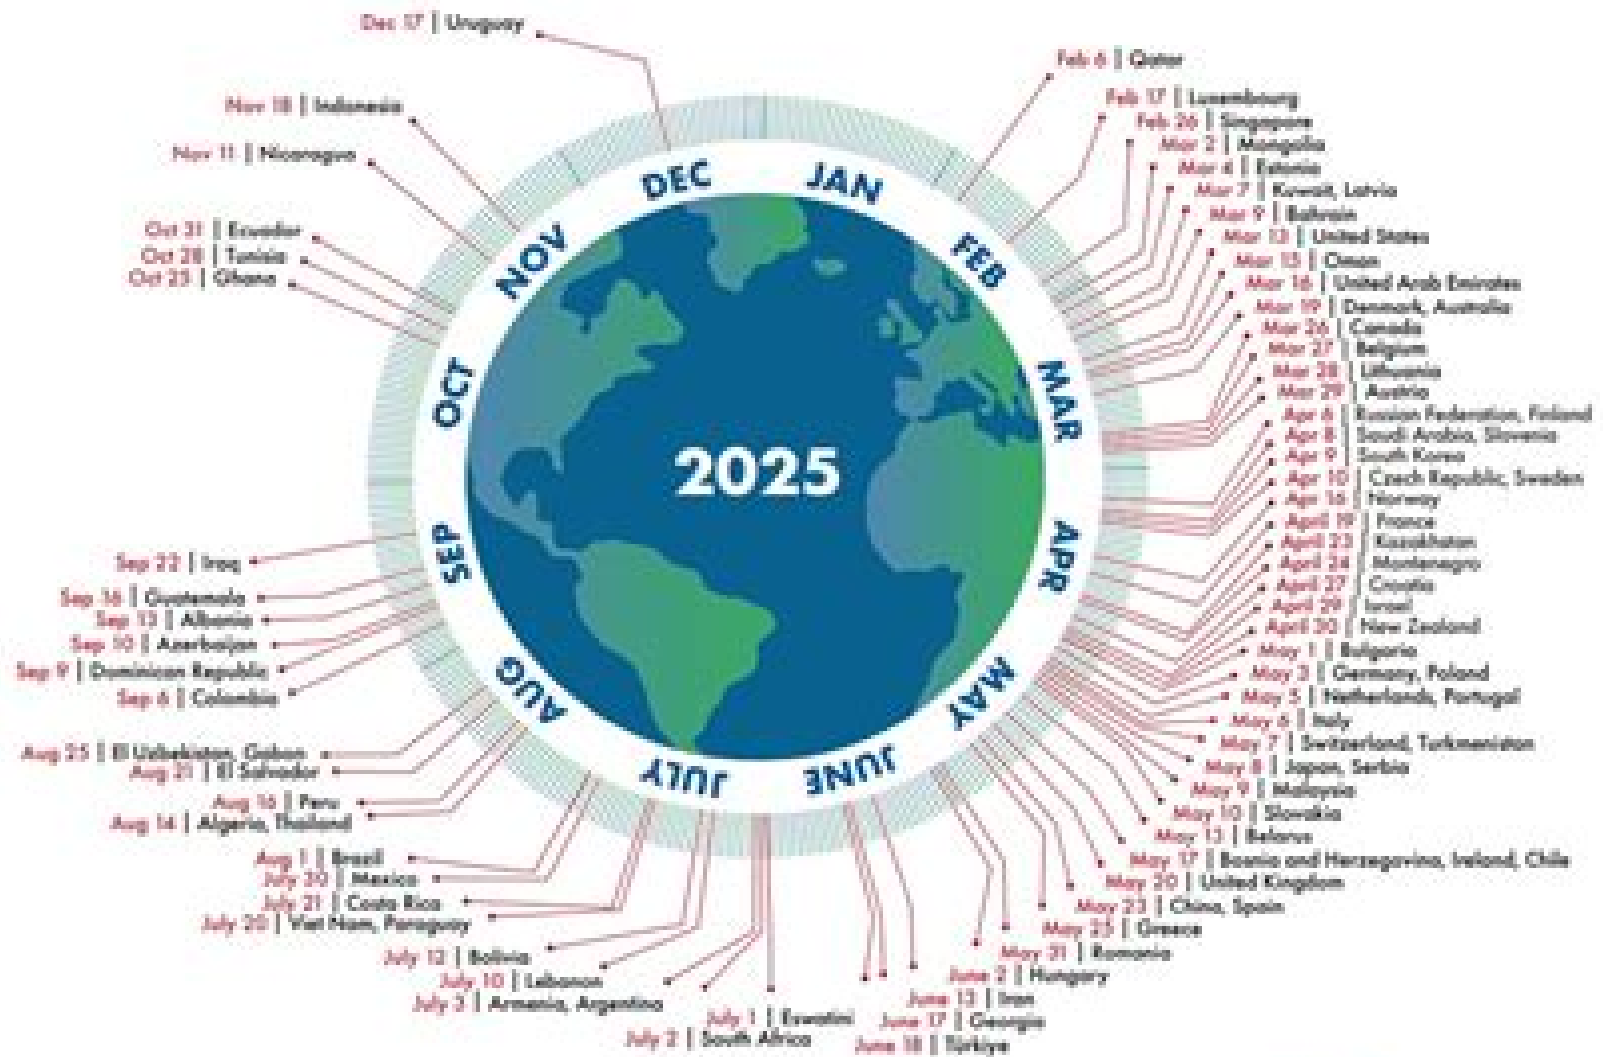 Dec 17 | Uruguay
Nov 18 | Indonesia
Nov 11 | Nicaragua
Oct 31 | Ecuador
Oct 28 | Tunisia
Oct 25 | Ghana
Sep 22 | Iraq
Sep 16 | Guatemala
Sep 13 | Albania
Sep 10 | Azerbaijan
Sep 9 | Dominican Republic
Sep 6 | Colombia
Aug 25 | El Uzbekistan, Gabon
Aug 21 | El Salvador
Aug 16 | Peru
Aug 14 | Algeria, Thailand
Aug 1 | Brazil
July 30 | Mexico
July 21 | Costa Rica
July 20 | Viet Nam, Paraguay
July 12 | Bolivia
July 10 | Lebanon
July 3 | Armenia, Argentina
July 1 | Eswatini
July 2 | South Africa
DEC
JAN
FEB
MAR
APR
MAY
JUNE
JULY
AUG
SEP
OCT
NOV
2025
Feb 6 | Qatar
Feb 17 | Luxembourg
Feb 26 | Singapore
Mar 2 | Mongolia
Mar 4 | Estonia
Mar 7 | Kuwait, Latvia
Mar 9 | Bahrain
Mar 13 | United States
Mar 15 | Oman
Mar 16 | United Arab Emirates
Mar 19 | Denmark, Australia
Mar 26 | Canada
Mar 27 | Belgium
Mar 28 | Lithuania
Mar 29 | Austria
Apr 6 | Russian Federation, Finland
Apr 8 | Saudi Arabia, Slovenia
Apr 9 | South Korea
Apr 10 | Czech Republic, Sweden
Apr 16 | Norway
April 19 | France
April 23 | Kazakhstan
April 24 | Montenegro
April 27 | Croatia
April 29 | Israel
April 30 | New Zealand
May 1 | Bulgaria
May 3 | Germany, Poland
May 5 | Netherlands, Portugal
May 6 | Italy
May 7 | Switzerland, Turkmenistan
May 8 | Japan, Serbia
May 9 | Malaysia
May 10 | Slovakia
May 13 | Belarus
May 17 | Bosnia and Herzegovina, Ireland, Chile
May 20 | United Kingdom
May 23 | China, Spain
May 25 | Greece
May 31 | Romania
June 2 | Hungary
June 13 | Iran
June 17 | Georgia
June 18 | Türkiye